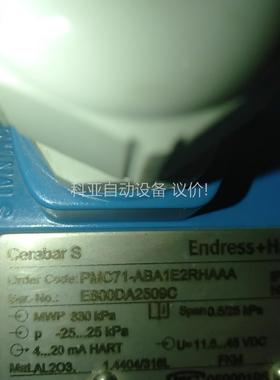 科亚自动设备 议价!
Cerabar S
Endress+H
Order Code: PMC71-ABA1E2RHAAA
Ser. No.: E800DA2509C
MWP 330 kPa
Span 0.5/25 kPa
p -25...25 kPa
4...20 mA HART
U= 11.5...45 VDC
Mat. AL2O3, 1.4404/316L FKM